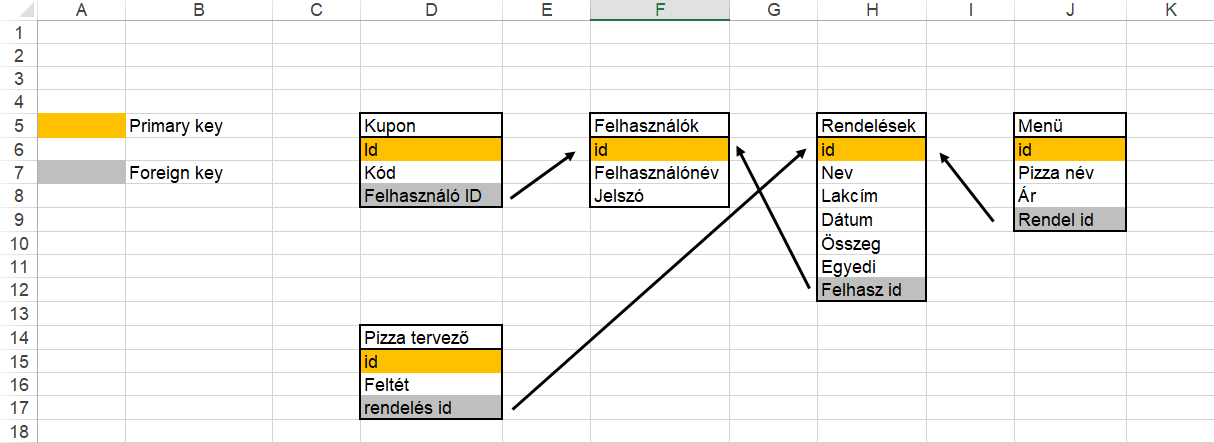 A B C D E F G H I J K
1
2
3
4
5 Primary key Kupon Felhasználók Rendelések Menü
6 Id id id id
7 Foreign key Kód Felhasználónév Nev Pizza név
8 Felhasználó ID Jelszó Lakcím Ár
9 Dátum Rendel id
10 Összeg
11 Egyedi
12 Felhasz id
13
14 Pizza tervező
15 id
16 Feltét
17 rendelés id
18